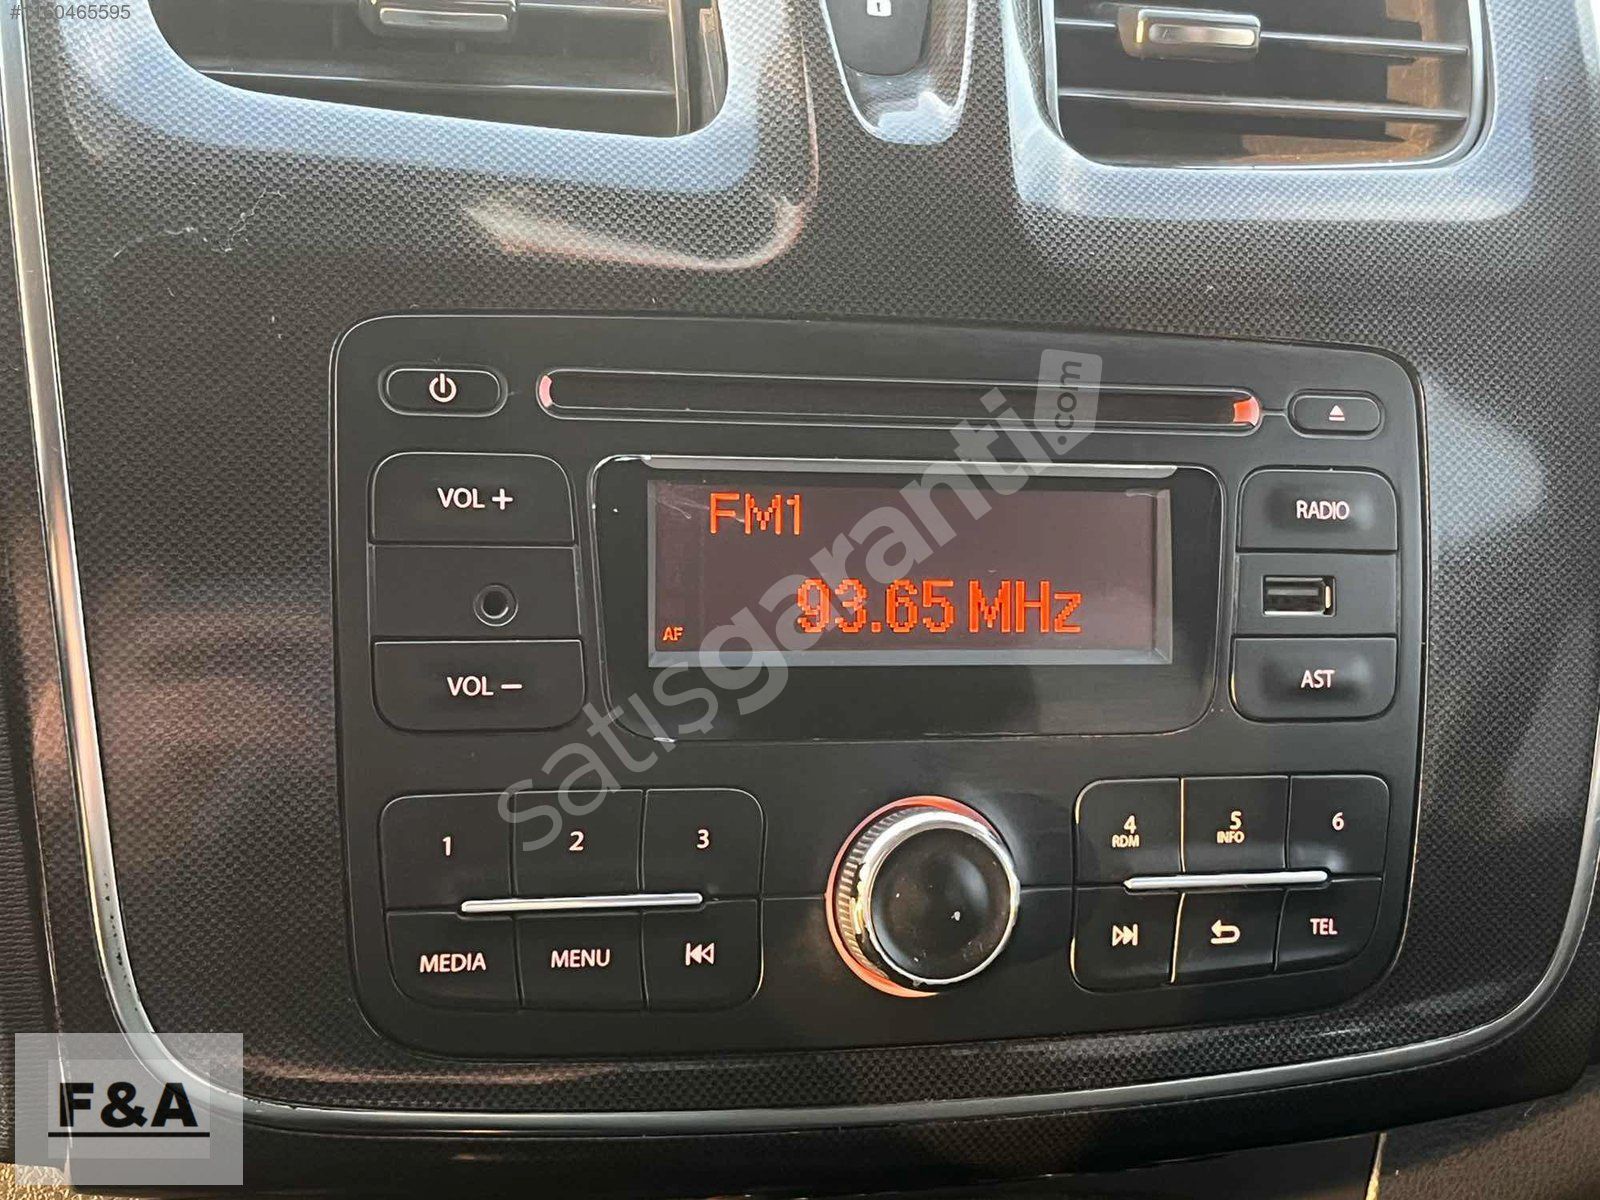 FM1
93.65 MHz
AF
VOL +
VOL −
RADIO
AST
1
2
3
4
RDM
5
INFO
6
MEDIA
MENU
TEL
satışgaranti.com
F&A